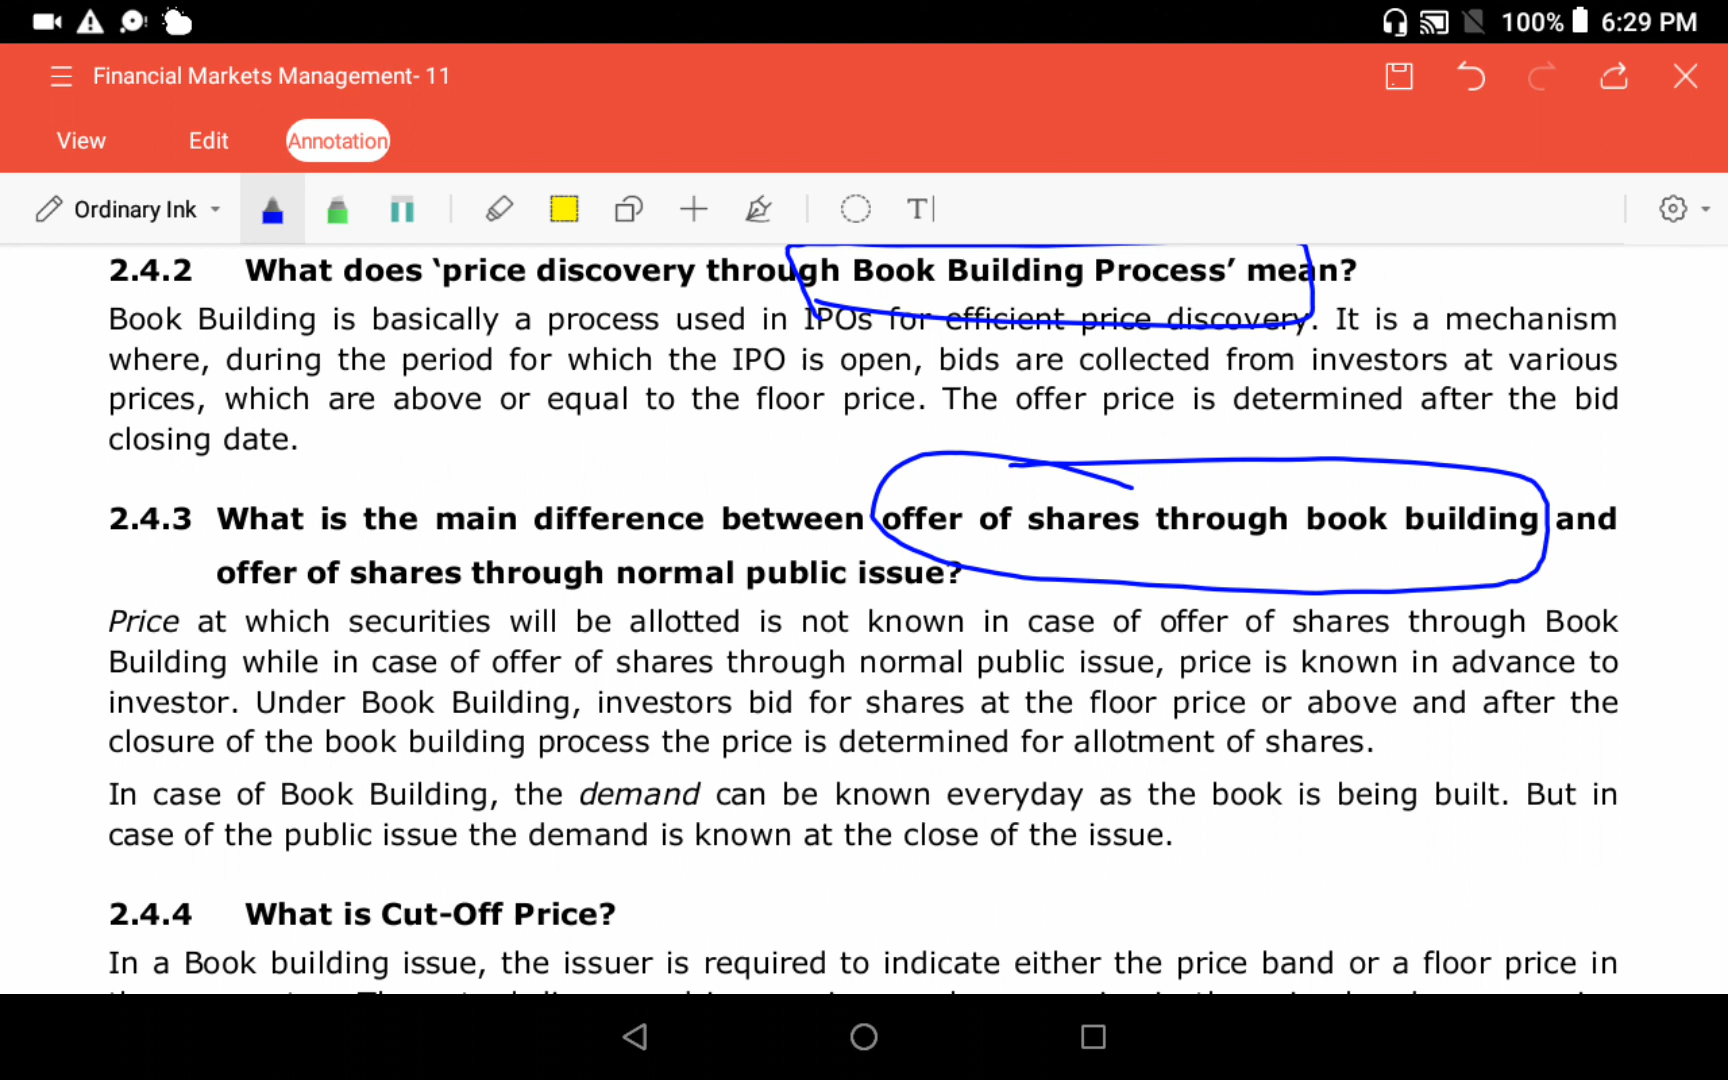 100% 6:29 PM
Financial Markets Management- 11
View Edit Annotation
Ordinary Ink T|
2.4.2 What does ‘price discovery through Book Building Process’ mean?
Book Building is basically a process used in IPOs for efficient price discovery. It is a mechanism
where, during the period for which the IPO is open, bids are collected from investors at various
prices, which are above or equal to the floor price. The offer price is determined after the bid
closing date.
2.4.3 What is the main difference between offer of shares through book building and
offer of shares through normal public issue?
Price at which securities will be allotted is not known in case of offer of shares through Book
Building while in case of offer of shares through normal public issue, price is known in advance to
investor. Under Book Building, investors bid for shares at the floor price or above and after the
closure of the book building process the price is determined for allotment of shares.
In case of Book Building, the demand can be known everyday as the book is being built. But in
case of the public issue the demand is known at the close of the issue.
2.4.4 What is Cut-Off Price?
In a Book building issue, the issuer is required to indicate either the price band or a floor price in